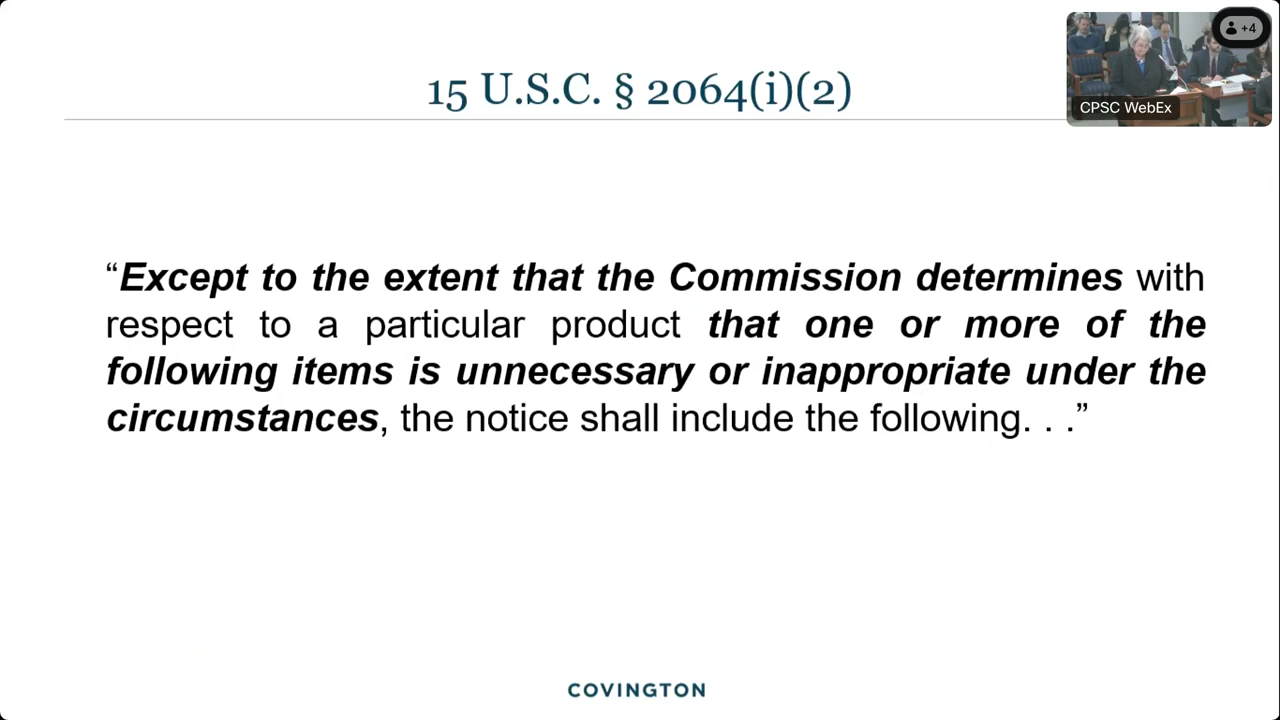 15 U.S.C. § 2064(i)(2)
+4
CPSC WebEx
“Except to the extent that the Commission determines with
respect to a particular product that one or more of the
following items is unnecessary or inappropriate under the
circumstances, the notice shall include the following. . .”
COVINGTON